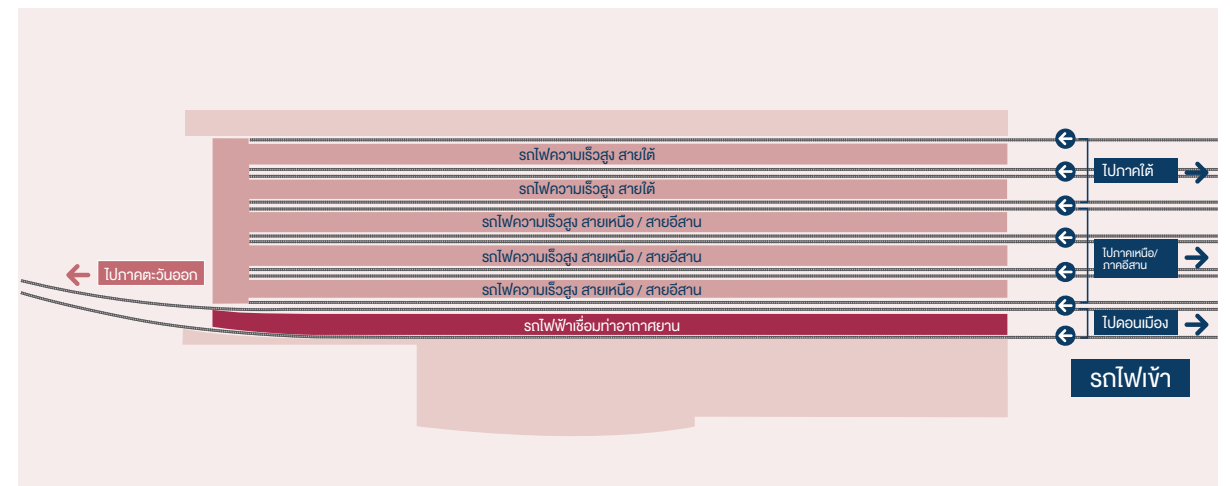 รถไฟความเร็วสูง สายใต้
ไปภาคใต้
รถไฟความเร็วสูง สายใต้
รถไฟความเร็วสูง สายเหนือ / สายอีสาน
รถไฟความเร็วสูง สายเหนือ / สายอีสาน
ไปภาคเหนือ/
ภาคอีสาน
ไปภาคตะวันออก
รถไฟความเร็วสูง สายเหนือ / สายอีสาน
รถไฟฟ้าเชื่อมท่าอากาศยาน
ไปดอนเมือง
รถไฟเข้า